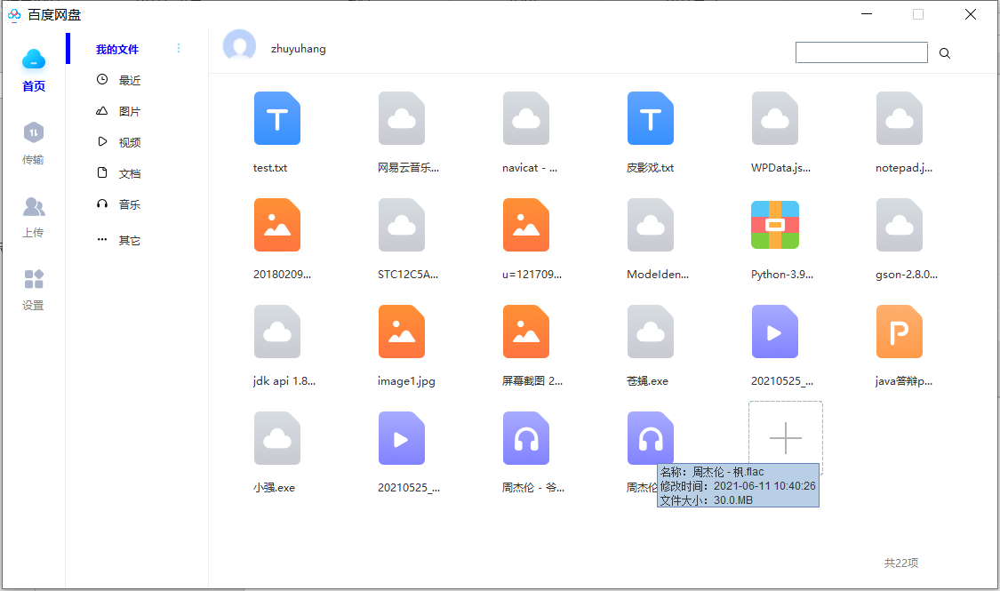 百度网盘
首页
传输
上传
设置
我的文件
最近
图片
视频
文档
音乐
其它
zhuyuhang
test.txt
网易云音乐...
navicat - ...
皮影戏.txt
WPData.js...
notepad.j...
20180209...
STC12C5A...
u=121709...
ModelIden...
Python-3.9...
gson-2.8.0...
jdk api 1.8...
image1.jpg
屏幕截图 2...
苍蝇.exe
20210525_...
java答辩p...
小强.exe
20210525_...
周杰伦 - 爷...
周杰伦
名称：周杰伦 - 枫.flac
修改时间：2021-06-11 10:40:26
文件大小：30.0.MB
共22项